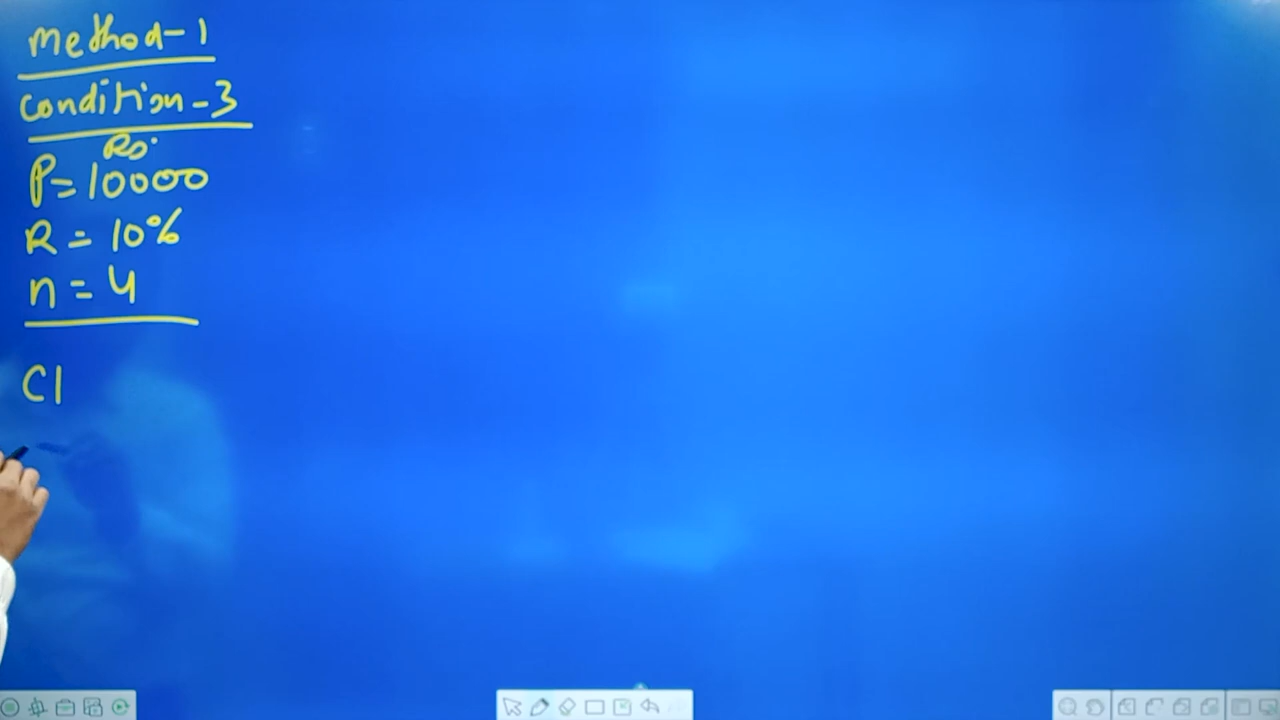 Method-1
Condition-3
Rs.
P=10000
R = 10%
n = 4
CI